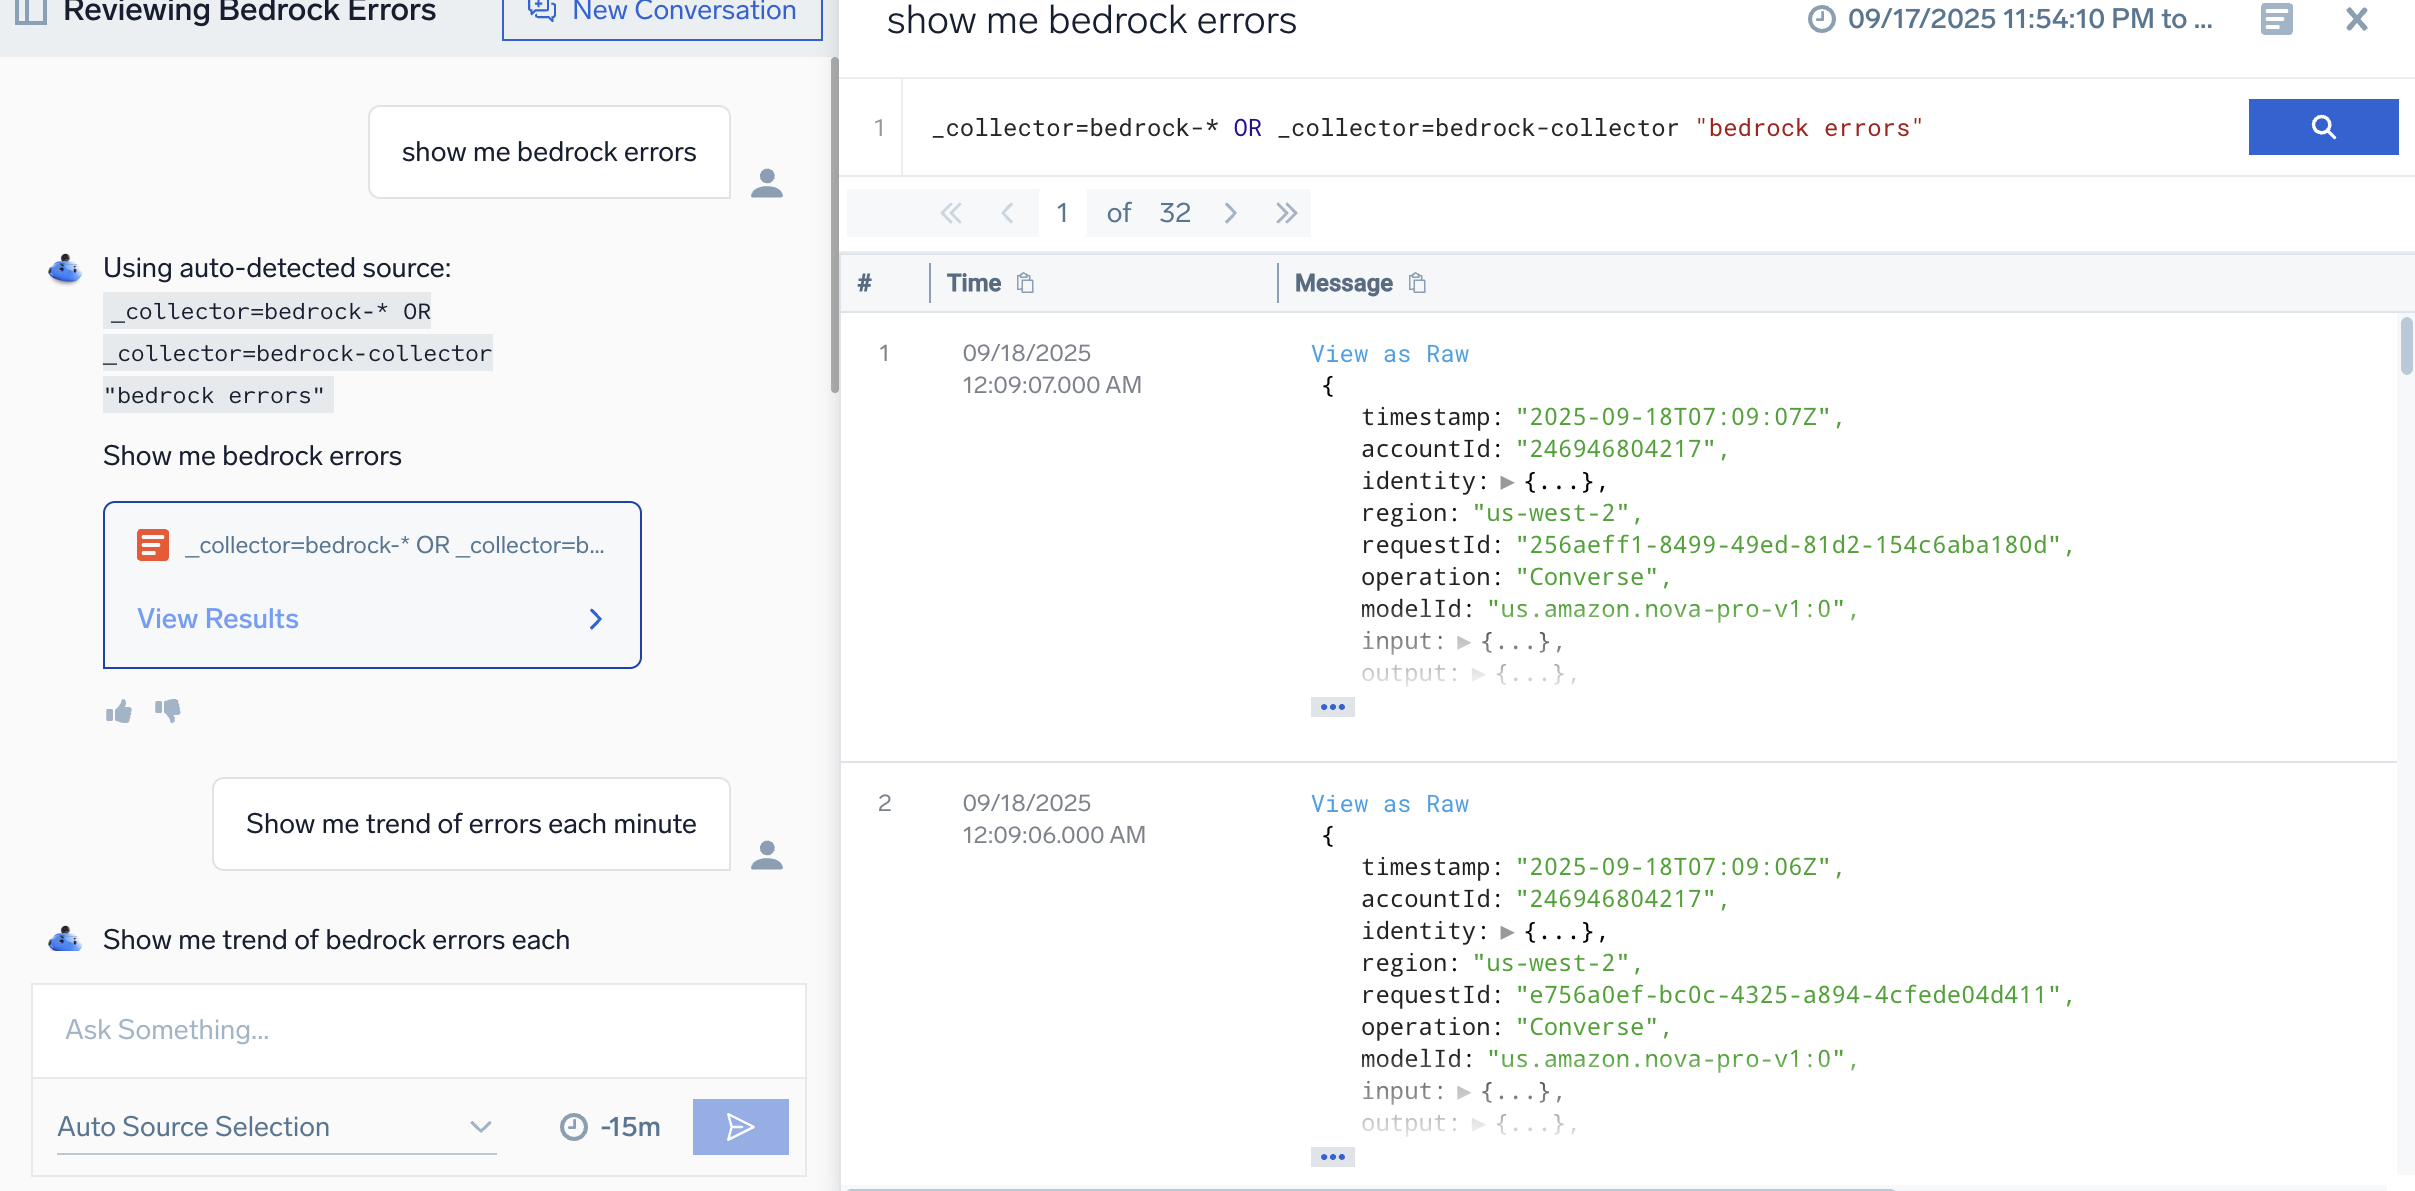 Reviewing Bedrock Errors
New Conversation
show me bedrock errors
Using auto-detected source:
_collector=bedrock-* OR
_collector=bedrock-collector
"bedrock errors"
Show me bedrock errors
_collector=bedrock-* OR _collector=b...
View Results
Show me trend of errors each minute
Show me trend of bedrock errors each
Ask Something...
Auto Source Selection
-15m
show me bedrock errors
09/17/2025 11:54:10 PM to ...
1
_collector=bedrock-* OR _collector=bedrock-collector "bedrock errors"
1 of 32
# Time Message
1
09/18/2025
12:09:07.000 AM
View as Raw
{
timestamp: "2025-09-18T07:09:07Z",
accountId: "246946804217",
identity: ▶ {...},
region: "us-west-2",
requestId: "256aeff1-8499-49ed-81d2-154c6aba180d",
operation: "Converse",
modelId: "us.amazon.nova-pro-v1:0",
input: ▶ {...},
output: ▶ {...},
•••
2
09/18/2025
12:09:06.000 AM
View as Raw
{
timestamp: "2025-09-18T07:09:06Z",
accountId: "246946804217",
identity: ▶ {...},
region: "us-west-2",
requestId: "e756a0ef-bc0c-4325-a894-4cfede04d411",
operation: "Converse",
modelId: "us.amazon.nova-pro-v1:0",
input: ▶ {...},
output: ▶ {...},
•••